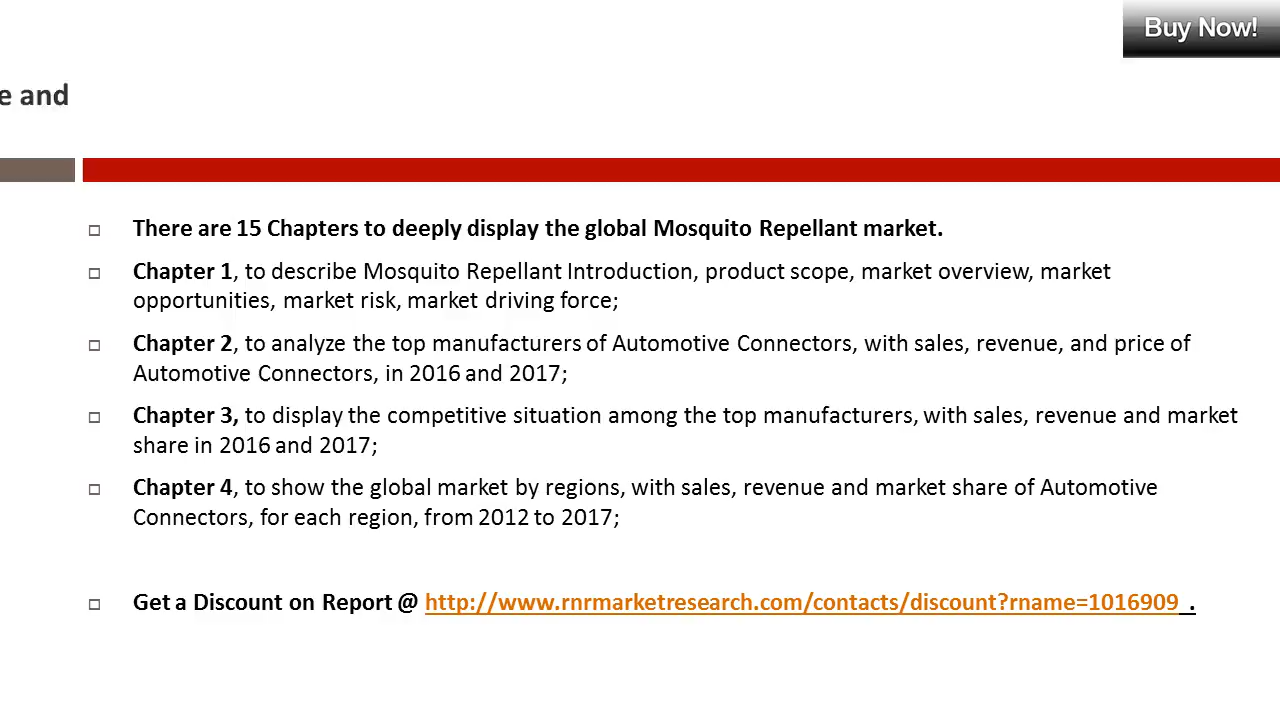 Buy Now!
e and
There are 15 Chapters to deeply display the global Mosquito Repellant market.
Chapter 1, to describe Mosquito Repellant Introduction, product scope, market overview, market
opportunities, market risk, market driving force;
Chapter 2, to analyze the top manufacturers of Automotive Connectors, with sales, revenue, and price of
Automotive Connectors, in 2016 and 2017;
Chapter 3, to display the competitive situation among the top manufacturers, with sales, revenue and market
share in 2016 and 2017;
Chapter 4, to show the global market by regions, with sales, revenue and market share of Automotive
Connectors, for each region, from 2012 to 2017;
Get a Discount on Report @ http://www.rnrmarketresearch.com/contacts/discount?rname=1016909 .